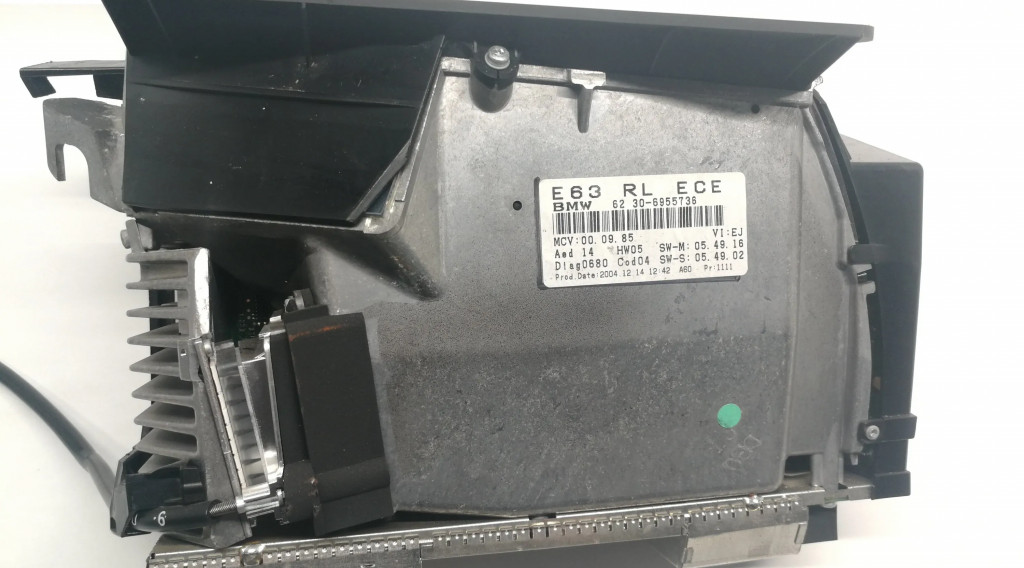 E63 RL ECE
BMW 62 30-6955736
MCV:00.09.85 VI:EJ
Aed 14 HW05 SW-M:05.49.16
Diag0680 Cod04 SW-S:05.49.02
Prod.Date:2004.12.14 12:42 A60 Pr:1111